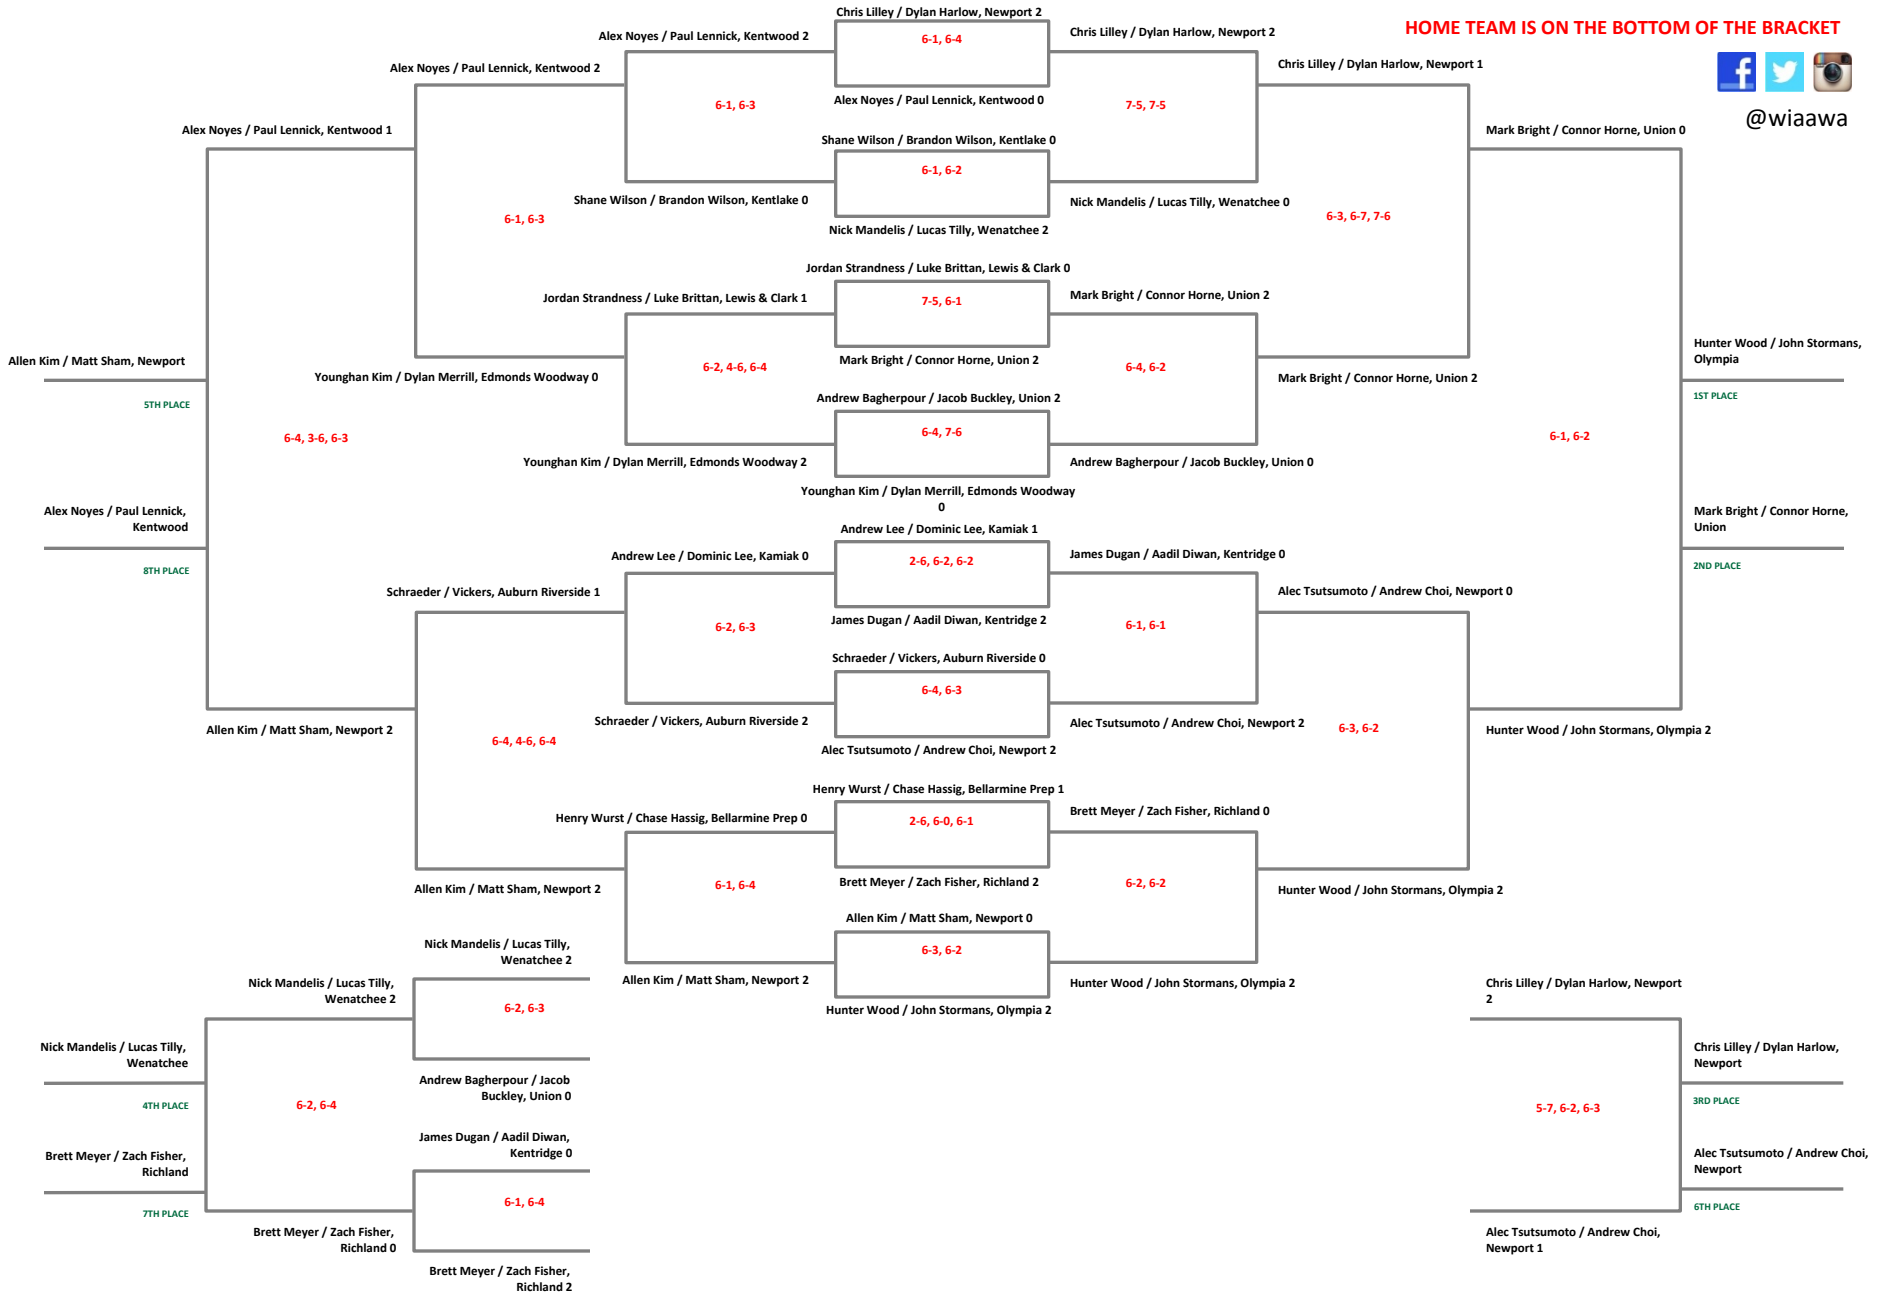 Chris Lilley / Dylan Harlow, Newport 2
HOME TEAM IS ON THE BOTTOM OF THE BRACKET
Alex Noyes / Paul Lennick, Kentwood 2
6-1, 6-4
Chris Lilley / Dylan Harlow, Newport 2
Alex Noyes / Paul Lennick, Kentwood 2
Chris Lilley / Dylan Harlow, Newport 1
6-1, 6-3
Alex Noyes / Paul Lennick, Kentwood 0
7-5, 7-5
@wiaawa
Alex Noyes / Paul Lennick, Kentwood 1
Mark Bright / Connor Horne, Union 0
Shane Wilson / Brandon Wilson, Kentlake 0
6-1, 6-2
Shane Wilson / Brandon Wilson, Kentlake 0
Nick Mandelis / Lucas Tilly, Wenatchee 0
6-1, 6-3
6-3, 6-7, 7-6
Nick Mandelis / Lucas Tilly, Wenatchee 2
Jordan Strandness / Luke Brittan, Lewis & Clark 0
Jordan Strandness / Luke Brittan, Lewis & Clark 1
7-5, 6-1
Mark Bright / Connor Horne, Union 2
Hunter Wood / John Stormans,
Olympia
Allen Kim / Matt Sham, Newport
Mark Bright / Connor Horne, Union 2
6-2, 4-6, 6-4
6-4, 6-2
Younghan Kim / Dylan Merrill, Edmonds Woodway 0
Mark Bright / Connor Horne, Union 2
5TH PLACE
1ST PLACE
Andrew Bagherpour / Jacob Buckley, Union 2
6-4, 3-6, 6-3
6-4, 7-6
6-1, 6-2
Younghan Kim / Dylan Merrill, Edmonds Woodway 2
Andrew Bagherpour / Jacob Buckley, Union 0
Younghan Kim / Dylan Merrill, Edmonds Woodway
0
Alex Noyes / Paul Lennick,
Kentwood
Mark Bright / Connor Horne,
Union
Andrew Lee / Dominic Lee, Kamiak 1
Andrew Lee / Dominic Lee, Kamiak 0
2-6, 6-2, 6-2
James Dugan / Aadil Diwan, Kentridge 0
8TH PLACE
2ND PLACE
Schraeder / Vickers, Auburn Riverside 1
Alec Tsutsumoto / Andrew Choi, Newport 0
6-2, 6-3
James Dugan / Aadil Diwan, Kentridge 2
6-1, 6-1
Schraeder / Vickers, Auburn Riverside 0
6-4, 6-3
Schraeder / Vickers, Auburn Riverside 2
Alec Tsutsumoto / Andrew Choi, Newport 2
Allen Kim / Matt Sham, Newport 2
6-4, 4-6, 6-4
6-3, 6-2
Hunter Wood / John Stormans, Olympia 2
Alec Tsutsumoto / Andrew Choi, Newport 2
Henry Wurst / Chase Hassig, Bellarmine Prep 1
Henry Wurst / Chase Hassig, Bellarmine Prep 0
2-6, 6-0, 6-1
Brett Meyer / Zach Fisher, Richland 0
Allen Kim / Matt Sham, Newport 2
6-1, 6-4
Brett Meyer / Zach Fisher, Richland 2
6-2, 6-2
Hunter Wood / John Stormans, Olympia 2
Allen Kim / Matt Sham, Newport 0
6-3, 6-2
Allen Kim / Matt Sham, Newport 2
Hunter Wood / John Stormans, Olympia 2
Hunter Wood / John Stormans, Olympia 2
Nick Mandelis / Lucas Tilly,
Wenatchee 2
Nick Mandelis / Lucas Tilly,
Wenatchee 2
6-2, 6-3
Nick Mandelis / Lucas Tilly,
Wenatchee
4TH PLACE
6-2, 6-4
Andrew Bagherpour / Jacob
Buckley, Union 0
James Dugan / Aadil Diwan,
Kentridge 0
Brett Meyer / Zach Fisher,
Richland
7TH PLACE
6-1, 6-4
Brett Meyer / Zach Fisher,
Richland 0
Brett Meyer / Zach Fisher,
Richland 2
Chris Lilley / Dylan Harlow, Newport
2
Chris Lilley / Dylan Harlow,
Newport
3RD PLACE
5-7, 6-2, 6-3
Alec Tsutsumoto / Andrew Choi,
Newport
6TH PLACE
Alec Tsutsumoto / Andrew Choi,
Newport 1